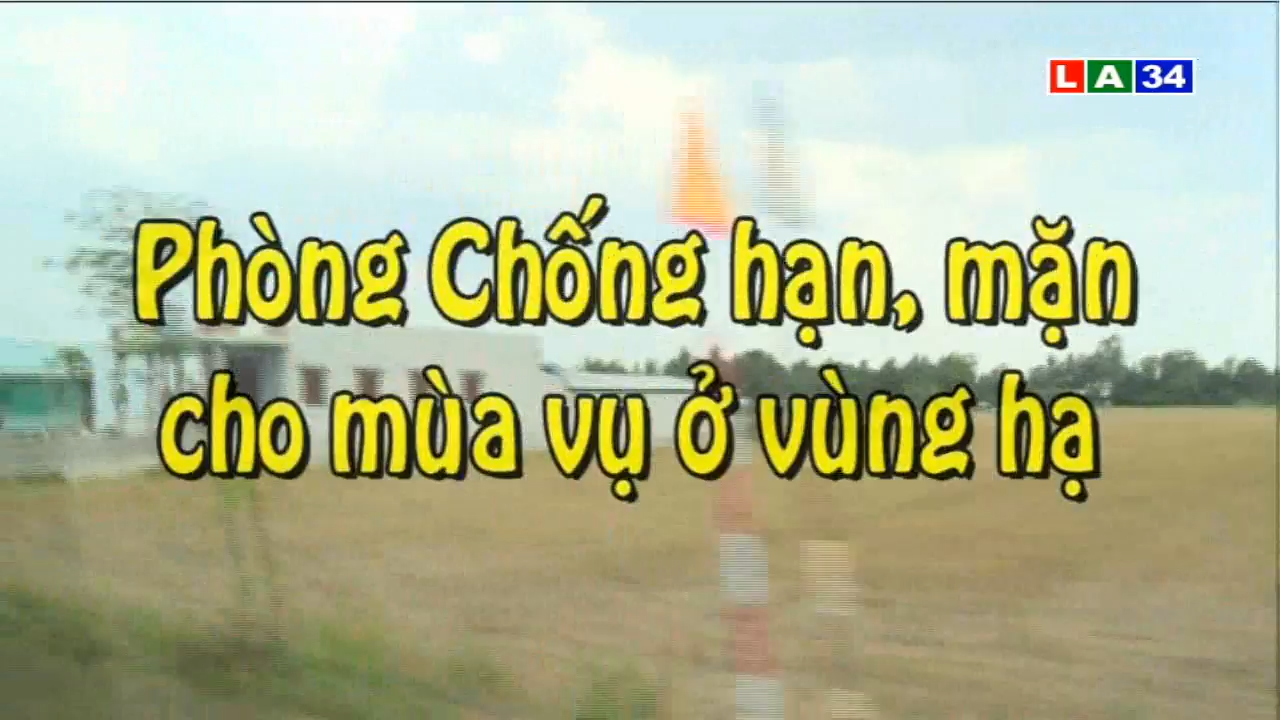 LA34
Phòng Chống hạn, mặn
cho mùa vụ ở vùng hạ